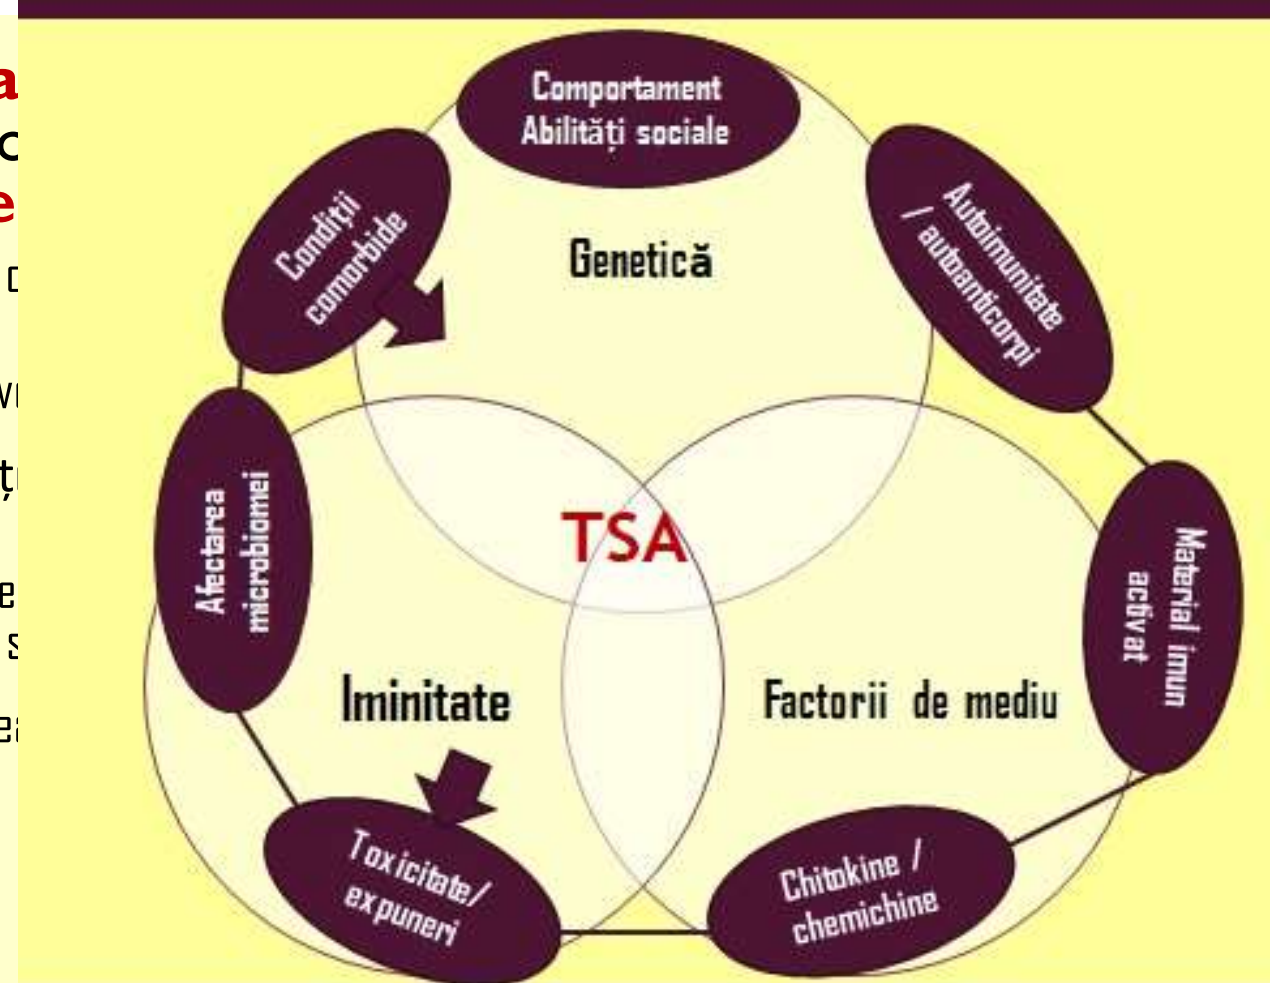 Comportament
Abilități sociale
Condiții
comorbide
Autoimunitate
/ autoanticorpi
Genetică
Afectarea
microbiomei
TSA
Material imun
activat
Iminitate
Factorii de mediu
Toxicitate/
expuneri
Chitokine /
chemichine